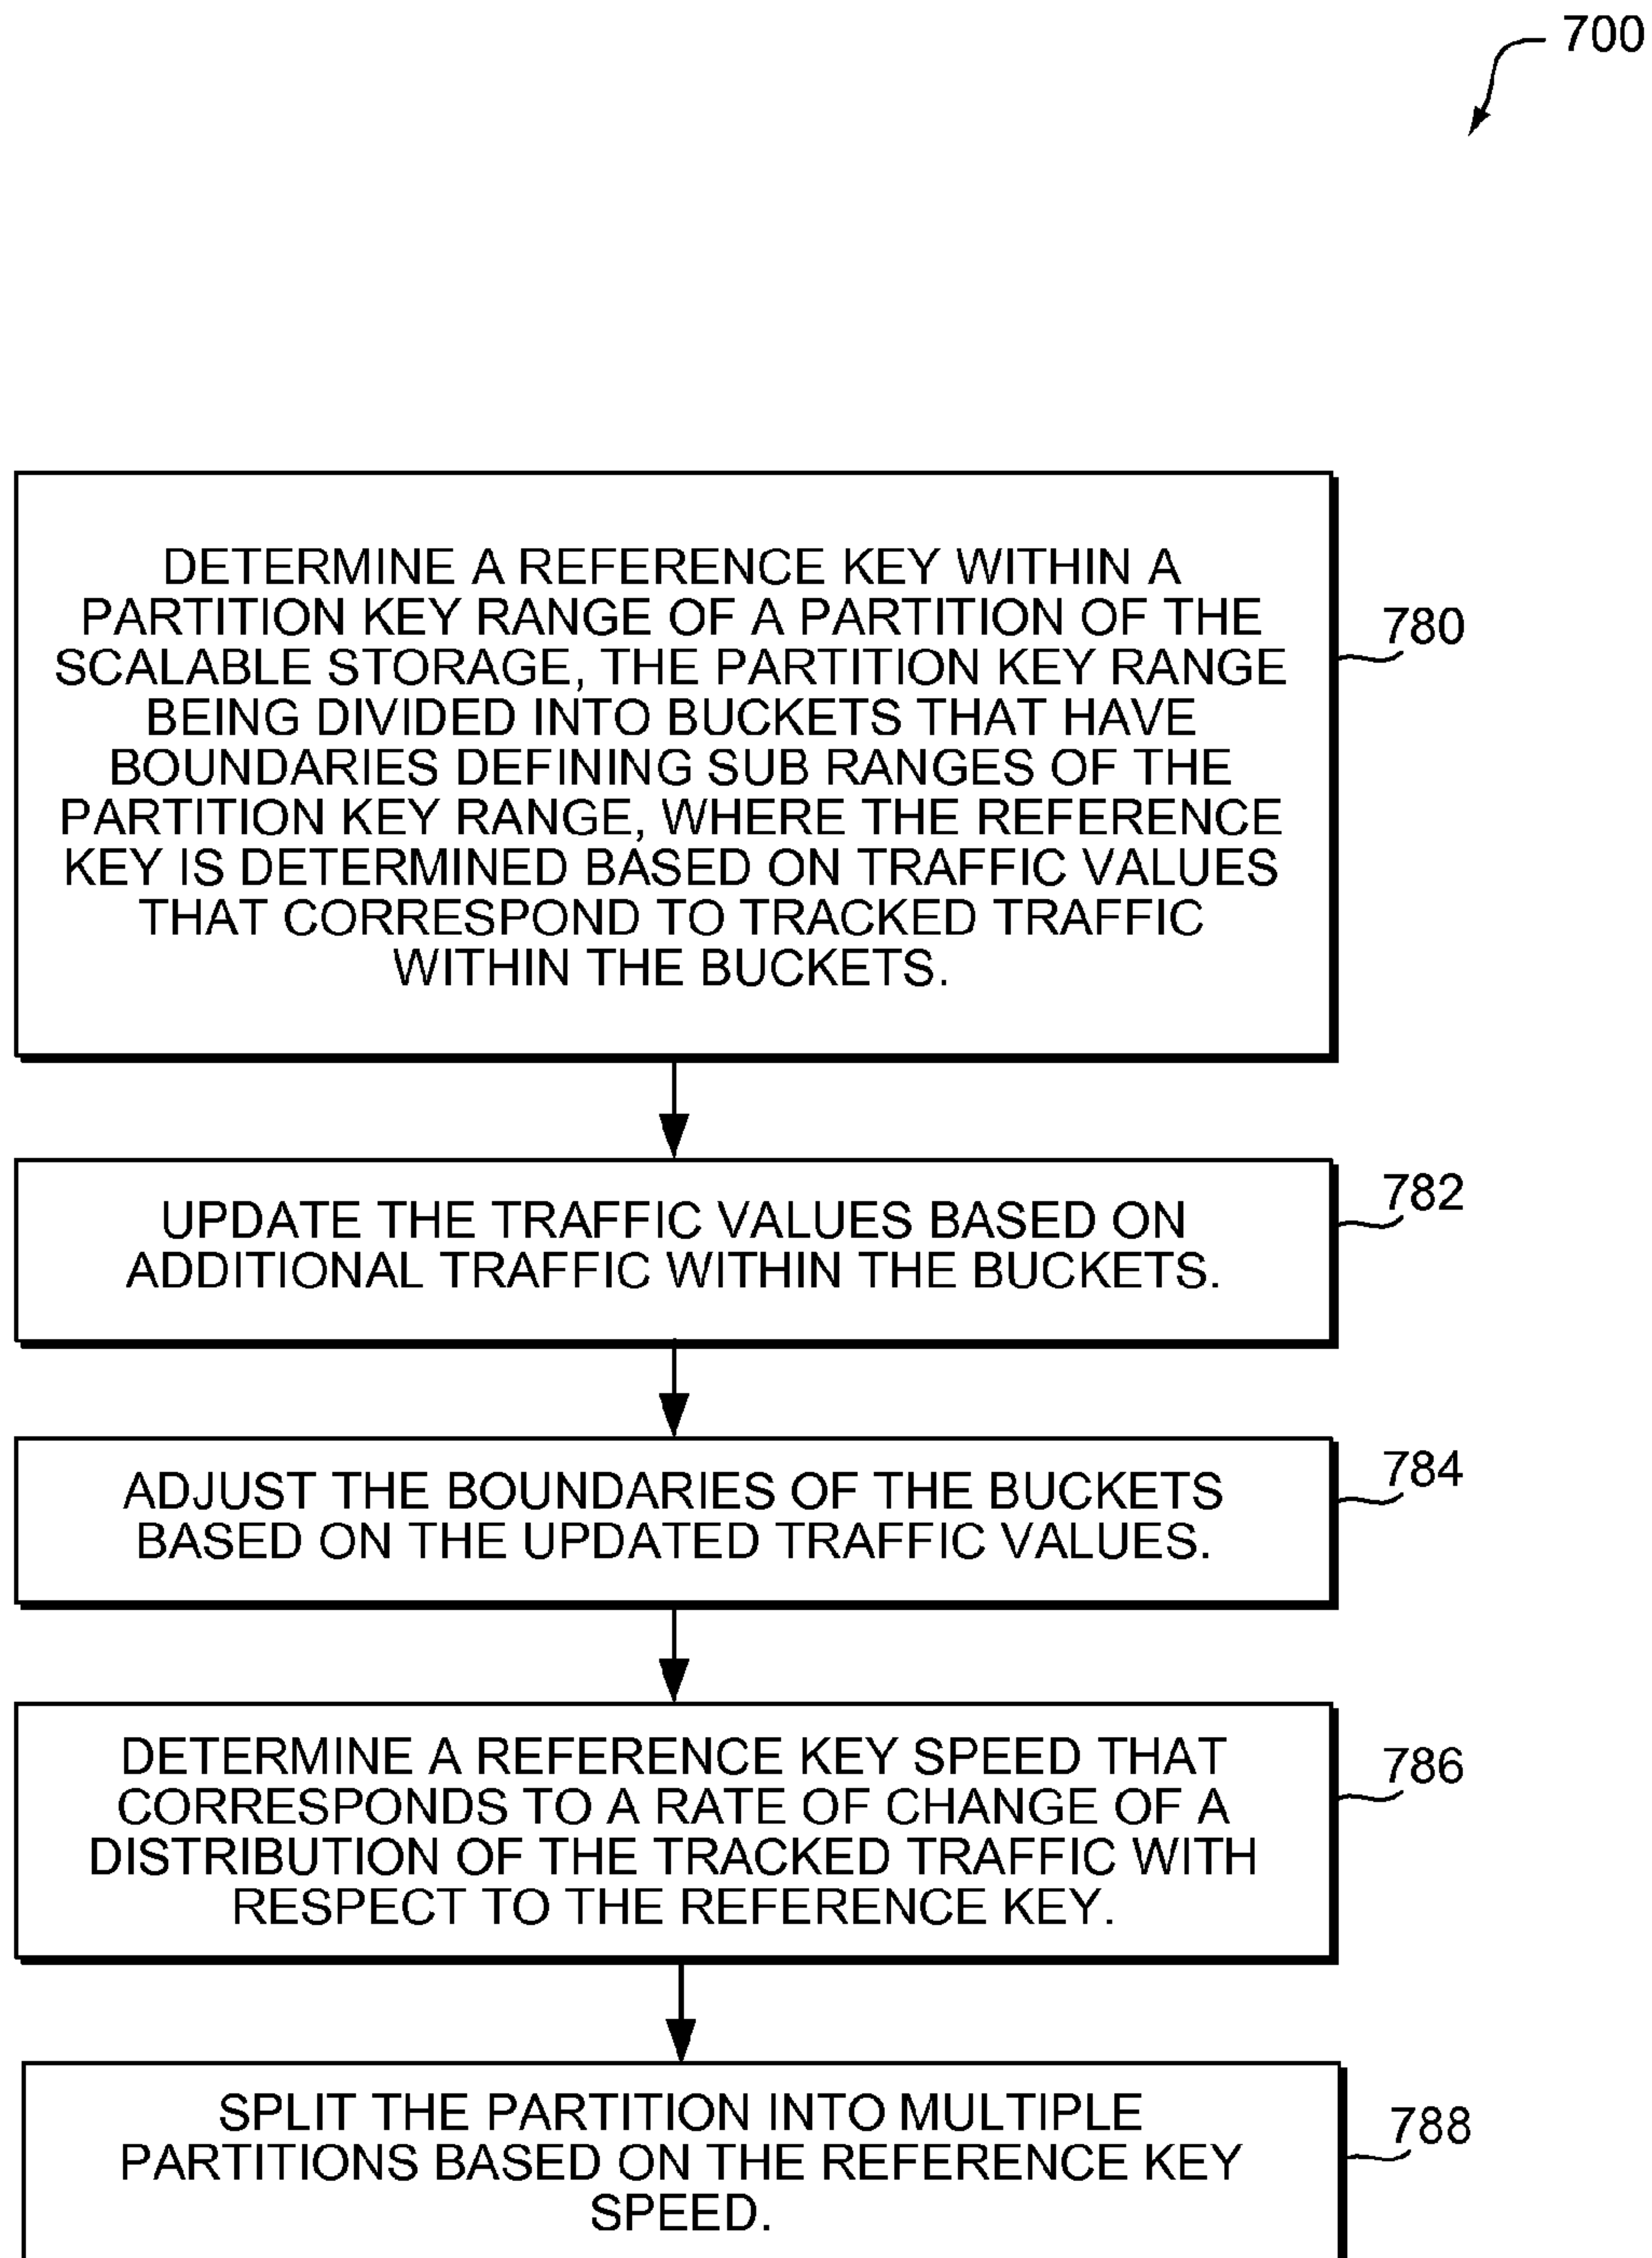 700
DETERMINE A REFERENCE KEY WITHIN A
PARTITION KEY RANGE OF A PARTITION OF THE
SCALABLE STORAGE, THE PARTITION KEY RANGE
BEING DIVIDED INTO BUCKETS THAT HAVE
BOUNDARIES DEFINING SUB RANGES OF THE
PARTITION KEY RANGE, WHERE THE REFERENCE
KEY IS DETERMINED BASED ON TRAFFIC VALUES
THAT CORRESPOND TO TRACKED TRAFFIC
WITHIN THE BUCKETS.
780
UPDATE THE TRAFFIC VALUES BASED ON
ADDITIONAL TRAFFIC WITHIN THE BUCKETS.
782
ADJUST THE BOUNDARIES OF THE BUCKETS
BASED ON THE UPDATED TRAFFIC VALUES.
784
DETERMINE A REFERENCE KEY SPEED THAT
CORRESPONDS TO A RATE OF CHANGE OF A
DISTRIBUTION OF THE TRACKED TRAFFIC WITH
RESPECT TO THE REFERENCE KEY.
786
SPLIT THE PARTITION INTO MULTIPLE
PARTITIONS BASED ON THE REFERENCE KEY
SPEED.
788